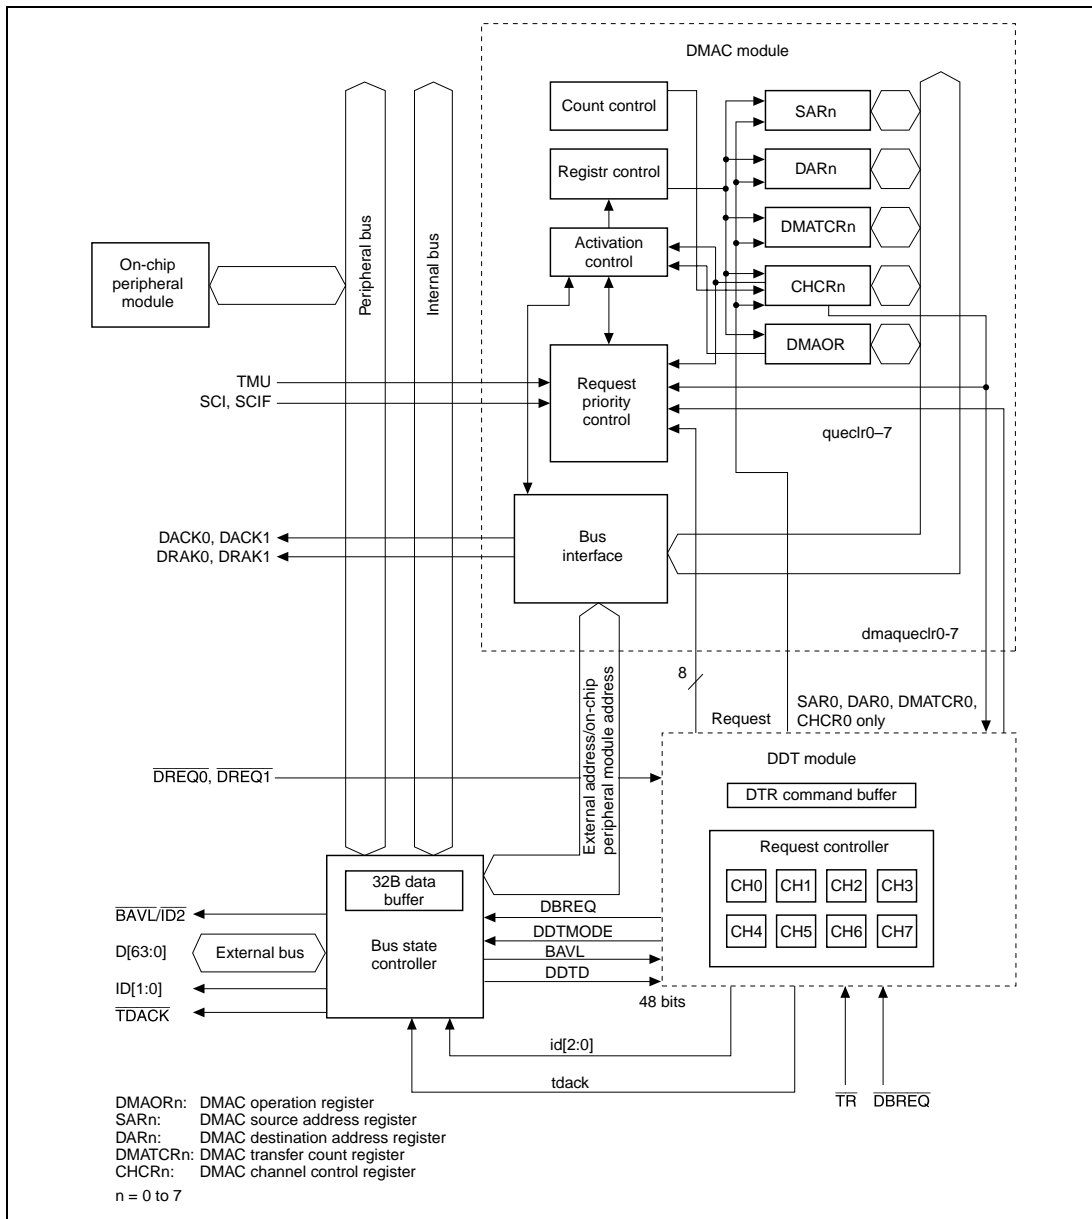 DMAC module
Count control
SARn
Registr control
DARn
DMATCRn
Activation
control
On-chip
peripheral
module
Peripheral bus
Internal bus
CHCRn
DMAOR
TMU
SCI, SCIF
Request
priority
control
queclr0–7
DACK0, DACK1
DRAK0, DRAK1
Bus
interface
dmaqueclr0-7
External address/on-chip
peripheral module address
8
Request
SAR0, DAR0, DMATCR0,
CHCR0 only
DREQ0, DREQ1
DDT module
DTR command buffer
Request controller
CH0 CH1 CH2 CH3
CH4 CH5 CH6 CH7
32B data
buffer
Bus state
controller
BAVL/ID2
D[63:0]
External bus
ID[1:0]
TDACK
DBREQ
DDTMODE
BAVL
DDTD
48 bits
id[2:0]
tdack
TR
DBREQ
DMAORn: DMAC operation register
SARn: DMAC source address register
DARn: DMAC destination address register
DMATCRn: DMAC transfer count register
CHCRn: DMAC channel control register
n = 0 to 7